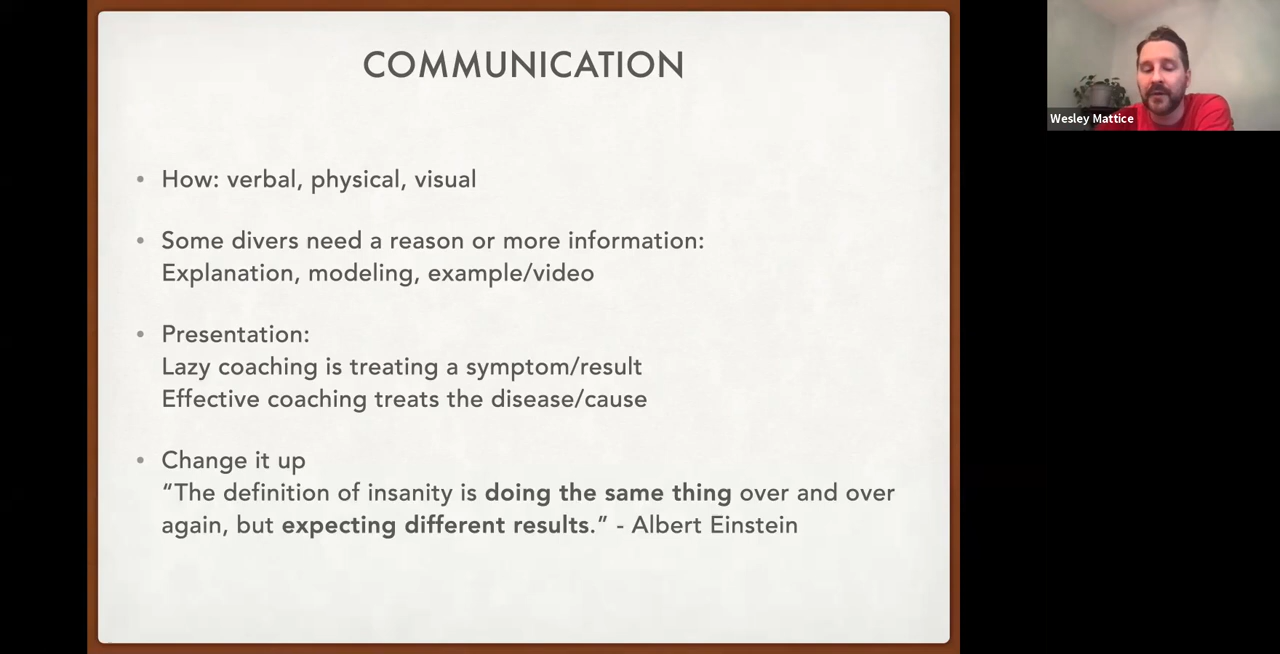 COMMUNICATION
• How: verbal, physical, visual
• Some divers need a reason or more information:
Explanation, modeling, example/video
• Presentation:
Lazy coaching is treating a symptom/result
Effective coaching treats the disease/cause
• Change it up
“The definition of insanity is doing the same thing over and over
again, but expecting different results.” - Albert Einstein
Wesley Mattice